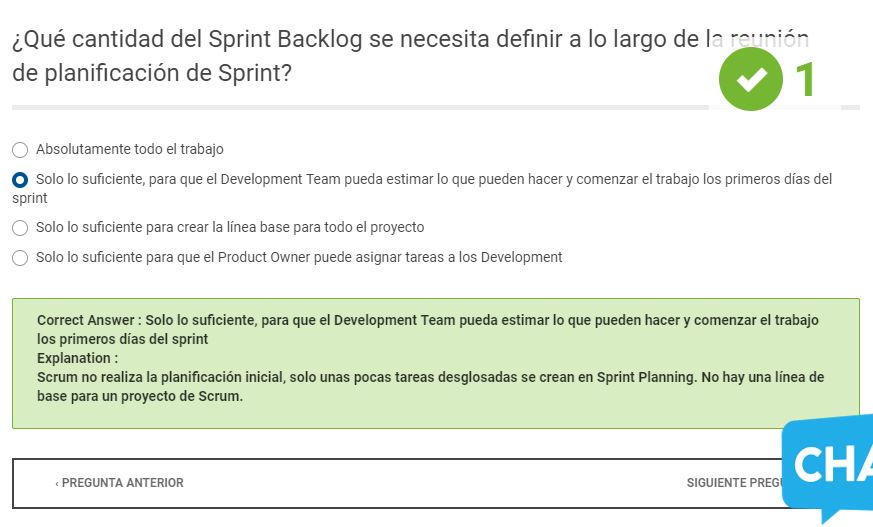 ¿Qué cantidad del Sprint Backlog se necesita definir a lo largo de la reunión
de planificación de Sprint?
1
Absolutamente todo el trabajo
Solo lo suficiente, para que el Development Team pueda estimar lo que pueden hacer y comenzar el trabajo los primeros días del
sprint
Solo lo suficiente para crear la línea base para todo el proyecto
Solo lo suficiente para que el Product Owner puede asignar tareas a los Development
Correct Answer : Solo lo suficiente, para que el Development Team pueda estimar lo que pueden hacer y comenzar el trabajo
los primeros días del sprint
Explanation :
Scrum no realiza la planificación inicial, solo unas pocas tareas desglosadas se crean en Sprint Planning. No hay una línea de
base para un proyecto de Scrum.
‹ PREGUNTA ANTERIOR
SIGUIENTE PREGU
CHA